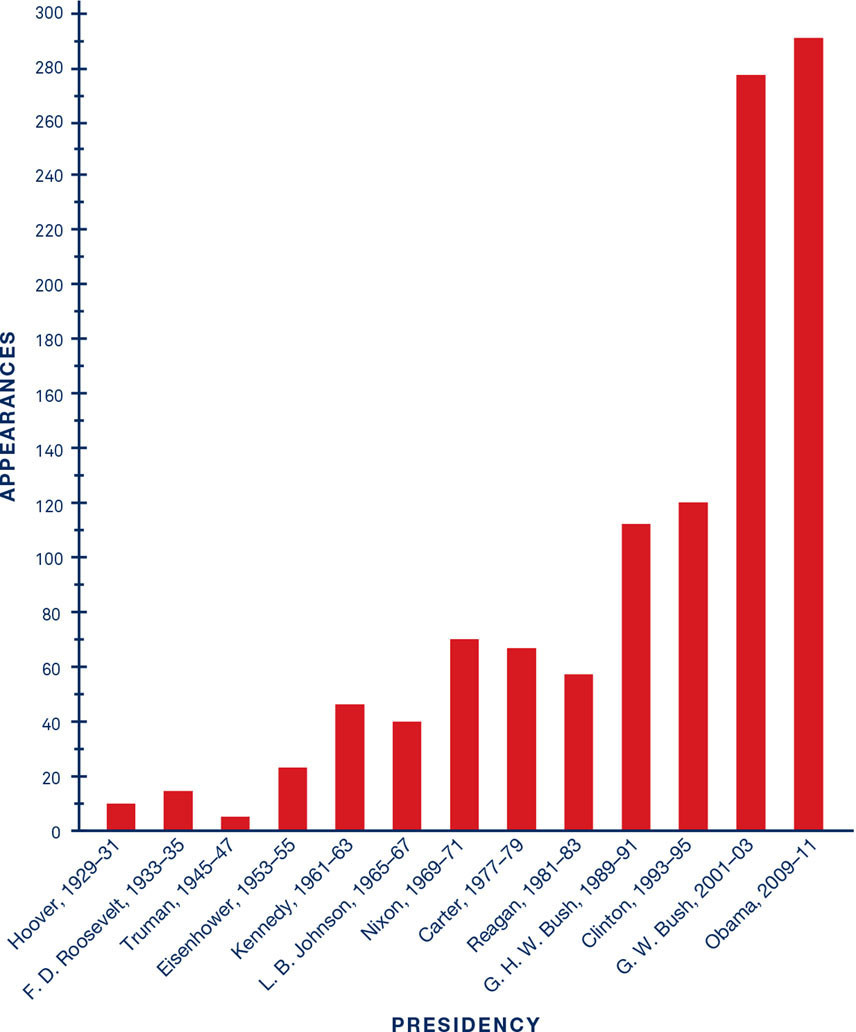 300
280
260
240
220
200
180
160
140
120
100
80
60
40
20
0
APPEARANCES
Hoover, 1929–31
F. D. Roosevelt, 1933–35
Truman, 1945–47
Eisenhower, 1953–55
Kennedy, 1961–63
L. B. Johnson, 1965–67
Nixon, 1969–71
Carter, 1977–79
Reagan, 1981–83
G. H. W. Bush, 1989–91
Clinton, 1993–95
G. W. Bush, 2001–03
Obama, 2009–11
PRESIDENCY